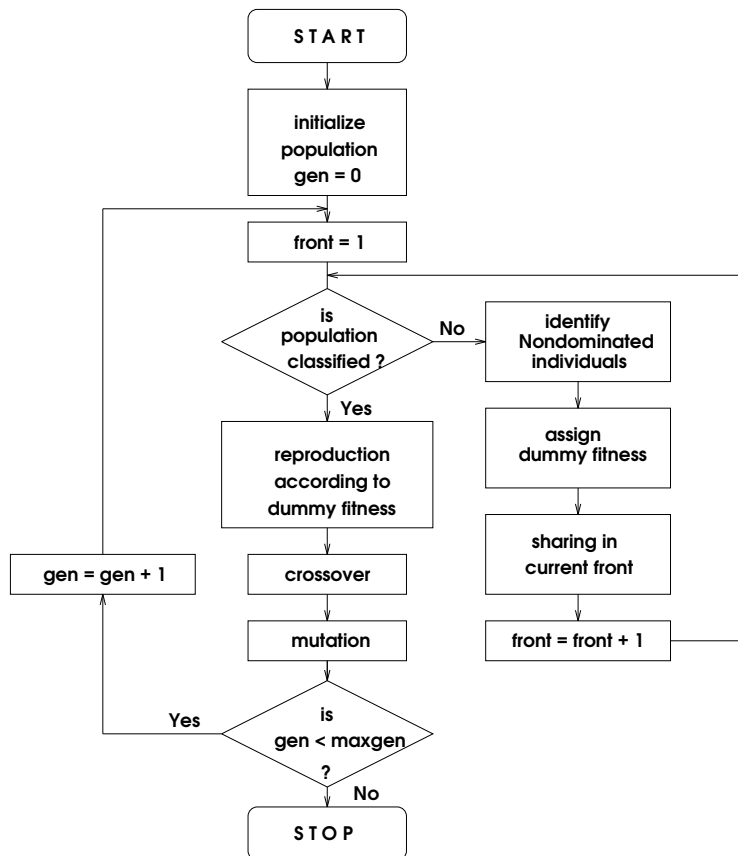 S T A R T
initialize
population
gen = 0
front = 1
is
population
classified ?
No
identify
Nondominated
individuals
Yes
assign
dummy fitness
reproduction
according to
dummy fitness
sharing in
current front
gen = gen + 1
crossover
mutation
front = front + 1
Yes
is
gen < maxgen
?
No
S T O P